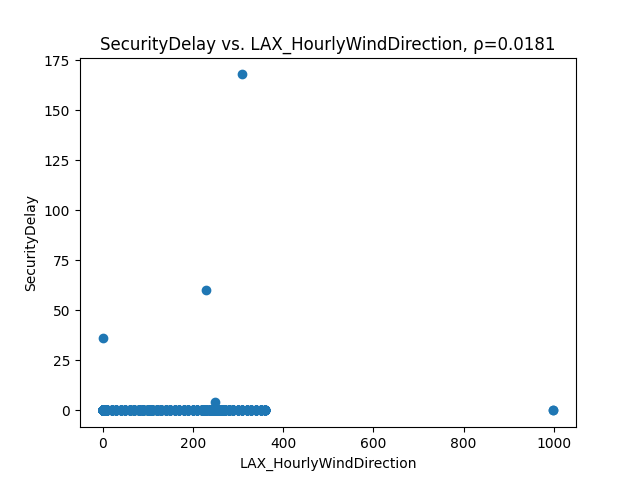 SecurityDelay vs. LAX_HourlyWindDirection, ρ=0.0181
175
150
125
100
75
50
25
0
SecurityDelay
0 200 400 600 800 1000
LAX_HourlyWindDirection